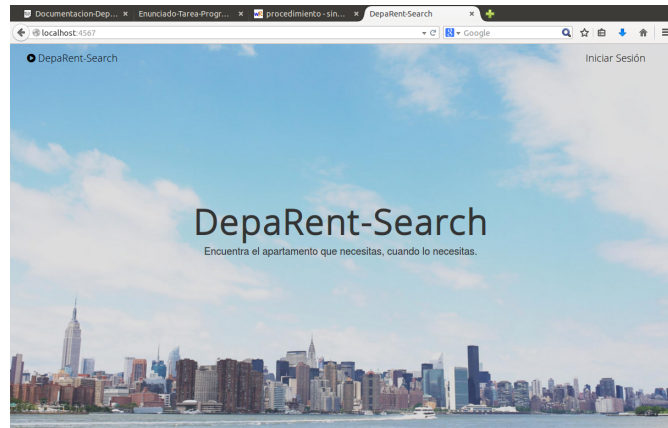 Documentacion-Dep...
Enunciado-Tarea-Progr...
procedimiento - sin...
DepaRent-Search
localhost:4567
Google
DepaRent-Search
Iniciar Sesión
DepaRent-Search
Encuentra el apartamento que necesitas, cuando lo necesitas.